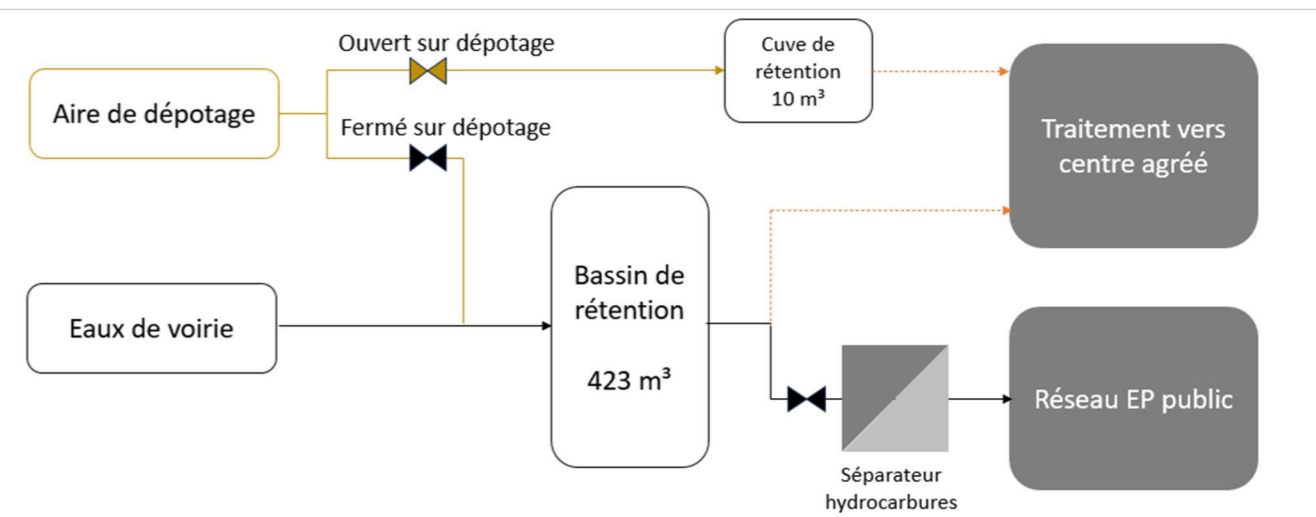 Ouvert sur dépotage
Cuve de
rétention
10 m³
Aire de dépotage
Fermé sur dépotage
Traitement vers
centre agréé
Bassin de
rétention
423 m³
Eaux de voirie
Réseau EP public
Séparateur
hydrocarbures